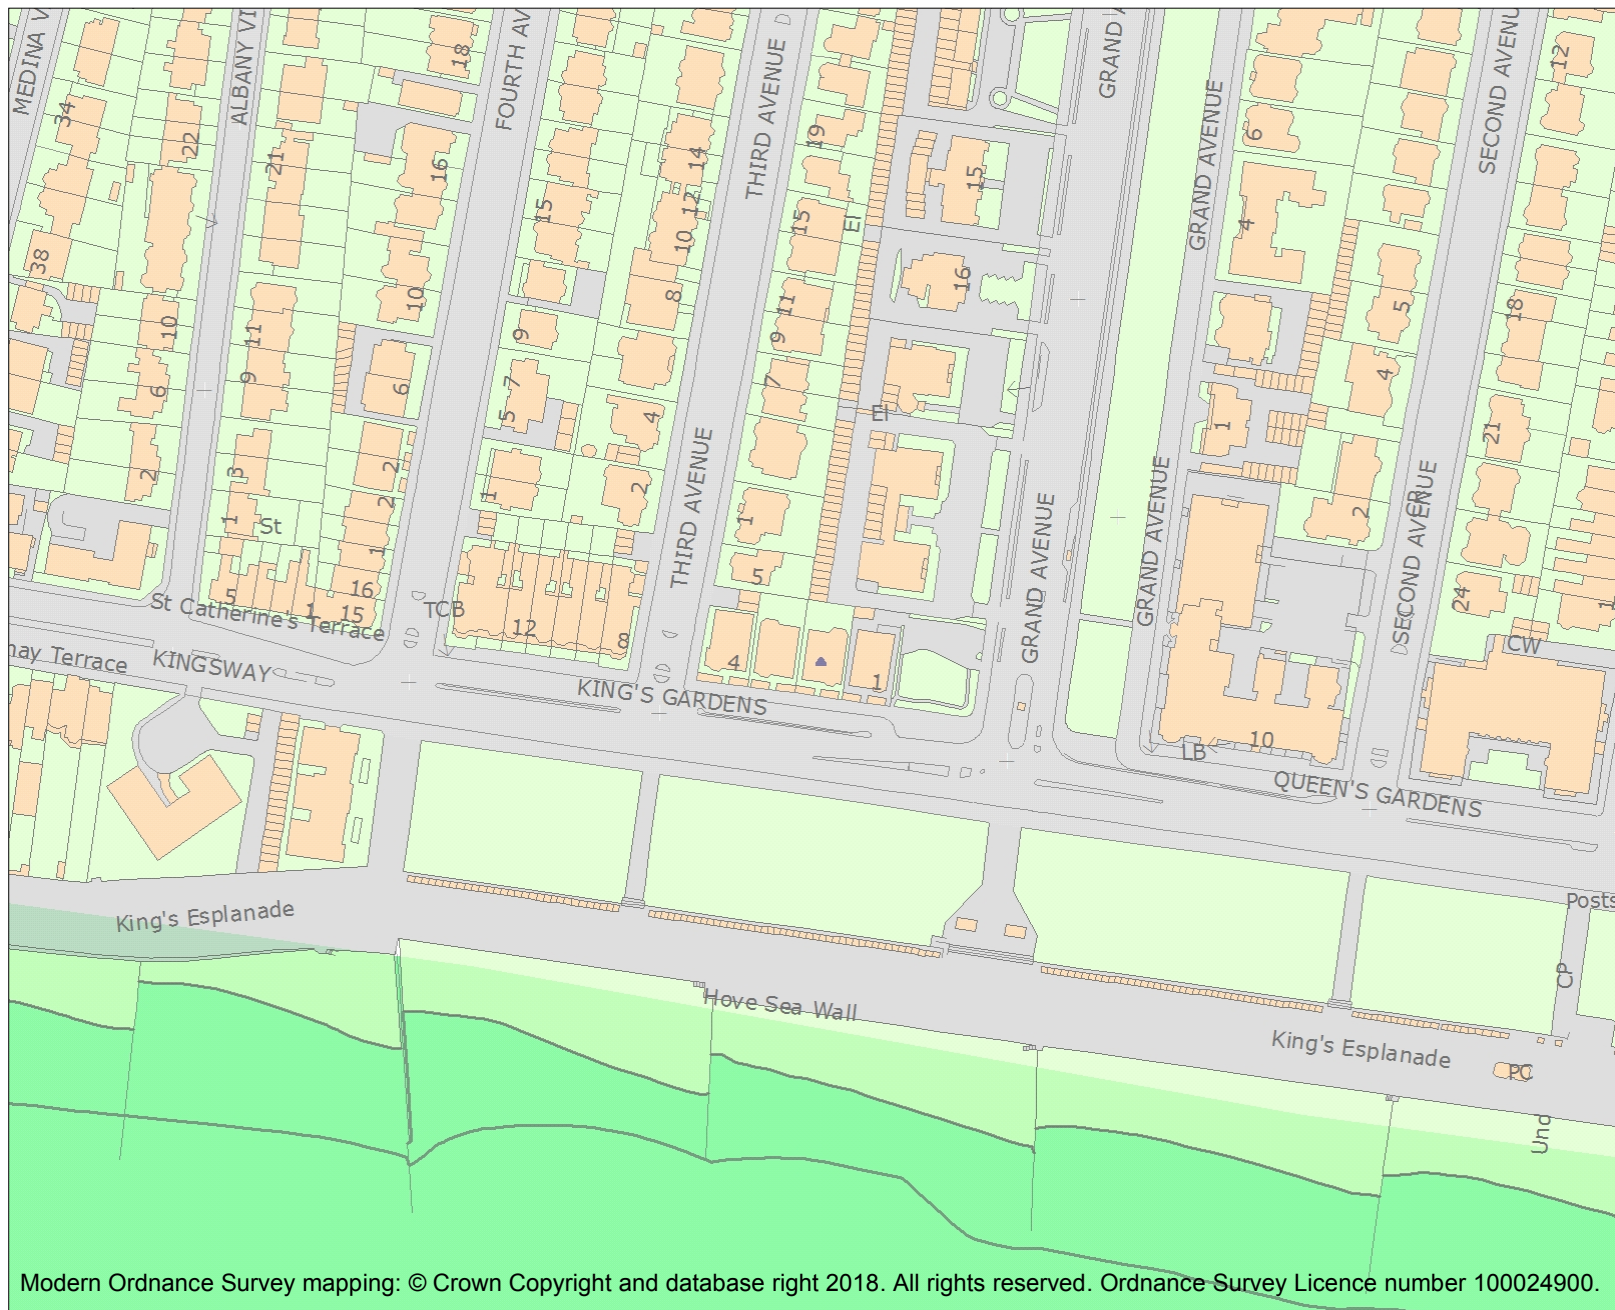 MEDINA V
ALBANY VI
FOURTH AV
THIRD AVENUE
GRAND A
GRAND AVENUE
SECOND AVENU
18
12
34
22
21
16
15
14
12
10
19
15
El
15
6
4
38
16
10
11
9
6
10
6
9
7
5
8
4
11
9
7
El
1
5
4
18
21
2
3
1
St
2
2
1
1
2
THIRD AVENUE
1
5
GRAND AVENUE
GRAND AVENUE
2
CR
SECOND AVENUE
24
5
1
16
15
St Catherine's Terrace
TCB
12
8
4
1
CW
nay Terrace
KINGSWAY
KING'S GARDENS
LB
10
QUEEN'S GARDENS
Posts
King's Esplanade
CP
Hove Sea Wall
King's Esplanade
PC
Und
Modern Ordnance Survey mapping: © Crown Copyright and database right 2018. All rights reserved. Ordnance Survey Licence number 100024900.